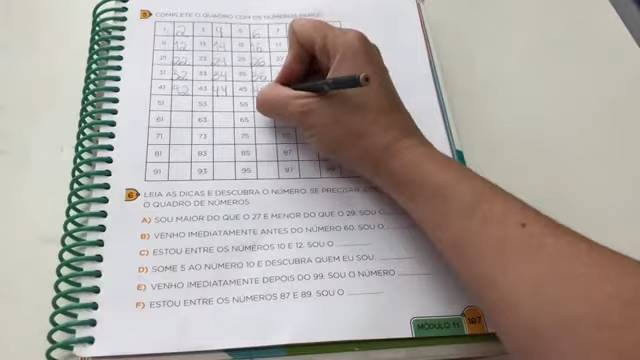 5 COMPLETE O QUADRO COM OS NÚMEROS PARES.
1 2 3 4 5 6 7
11 12 13 14 15 16 17
21 22 23 24 25 26 27
31 32 33 34 35 36
41 42 43 44 45
51 53 55
61 63 65
71 73 75
81 83 85 87
91 93 95 97 99
6 LEIA AS DICAS E DESCUBRA O NÚMERO. SE PRECISAR,
O QUADRO DE NÚMEROS.
A) SOU MAIOR DO QUE O 27 E MENOR DO QUE O 29. SOU O
B) VENHO IMEDIATAMENTE ANTES DO NÚMERO 60. SOU O
C) ESTOU ENTRE OS NÚMEROS 10 E 12. SOU O
D) SOME 5 AO NÚMERO 10 E DESCUBRA QUEM EU SOU
E) VENHO IMEDIATAMENTE DEPOIS DO 99. SOU O NÚMERO
F) ESTOU ENTRE OS NÚMEROS 87 E 89. SOU O
MÓDULO 11 107